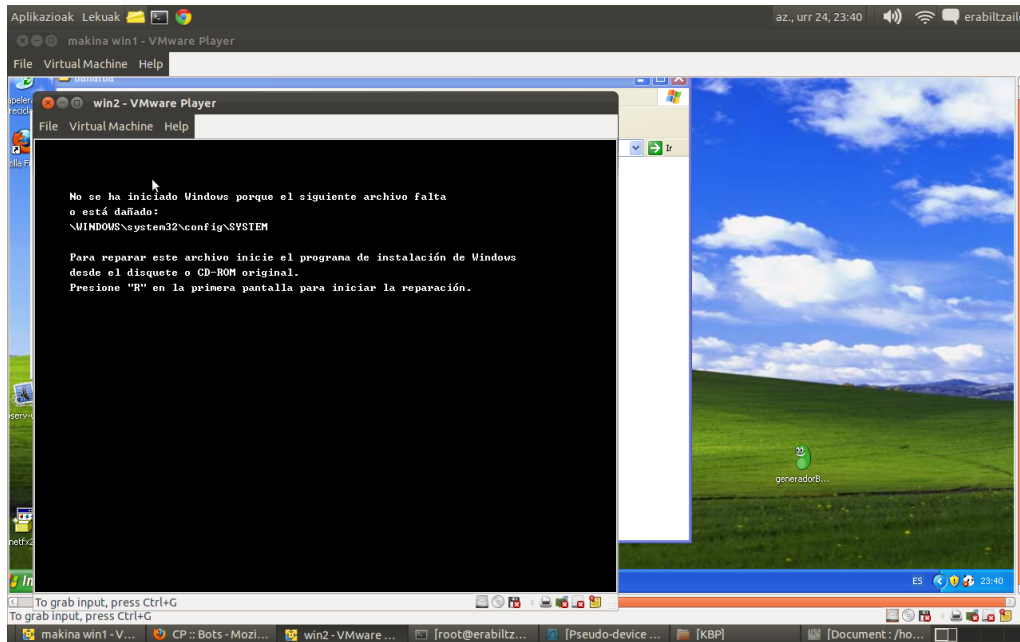 Aplikazioak Lekuak
az., urr 24, 23:40
erabiltzail
makina win1 - VMware Player
File Virtual Machine Help
win2 - VMware Player
File Virtual Machine Help
Ir
No se ha iniciado Windows porque el siguiente archivo falta
o está dañado:
\WINDOWS\system32\config\SYSTEM
Para reparar este archivo inicie el programa de instalación de Windows
desde el disquete o CD-ROM original.
Presione "R" en la primera pantalla para iniciar la reparación.
generadorB...
ES 23:40
To grab input, press Ctrl+G
To grab input, press Ctrl+G
makina win1 - V... CP :: Bots - Mozi... win2 - VMware ... [root@erabiltz... [Pseudo-device ... [KBP] [Document : /ho...